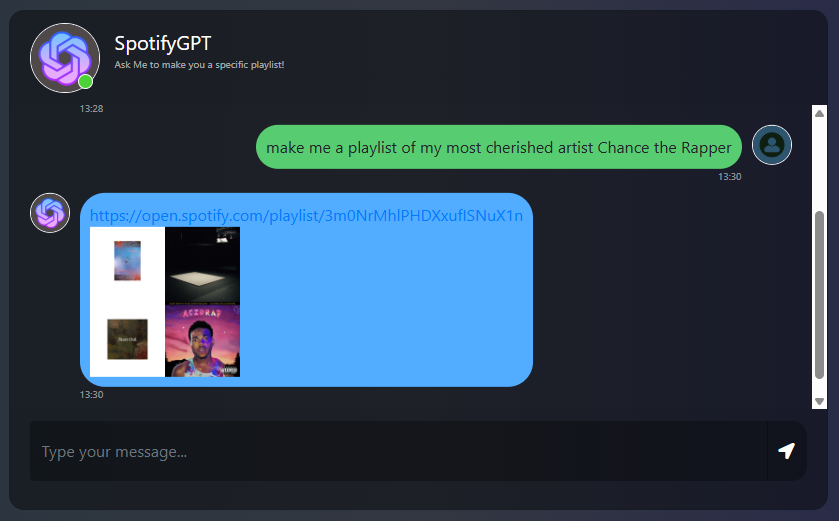 SpotifyGPT
Ask Me to make you a specific playlist!
13:28
make me a playlist of my most cherished artist Chance the Rapper
13:30
https://open.spotify.com/playlist/3m0NrMhlPHDXxufISNuX1n
ACID RAP
13:30
Type your message...